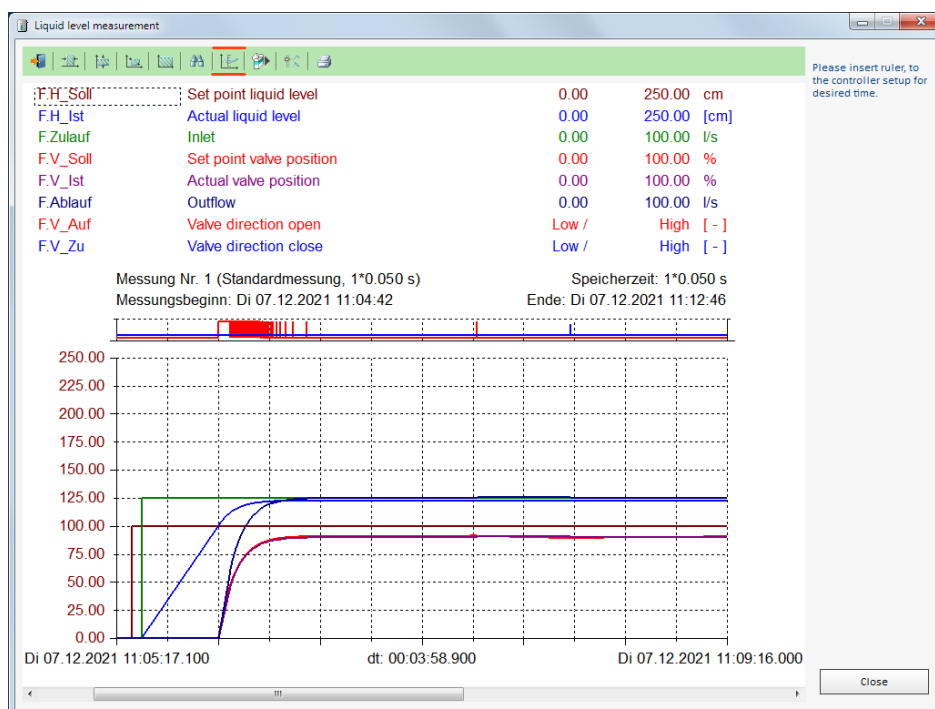 Liquid level measurement
Please insert ruler, to
the controller setup for
desired time.
F.H_Soll Set point liquid level 0.00 250.00 cm
F.H_Ist Actual liquid level 0.00 250.00 [cm]
F.Zulauf Inlet 0.00 100.00 l/s
F.V_Soll Set point valve position 0.00 100.00 %
F.V_Ist Actual valve position 0.00 100.00 %
F.Ablauf Outflow 0.00 100.00 l/s
F.V_Auf Valve direction open Low / High [ - ]
F.V_Zu Valve direction close Low / High [ - ]
Messung Nr. 1 (Standardmessung, 1*0.050 s) Speicherzeit: 1*0.050 s
Messungsbeginn: Di 07.12.2021 11:04:42 Ende: Di 07.12.2021 11:12:46
250.00
225.00
200.00
175.00
150.00
125.00
100.00
75.00
50.00
25.00
0.00
Di 07.12.2021 11:05:17.100 dt: 00:03:58.900 Di 07.12.2021 11:09:16.000
Close